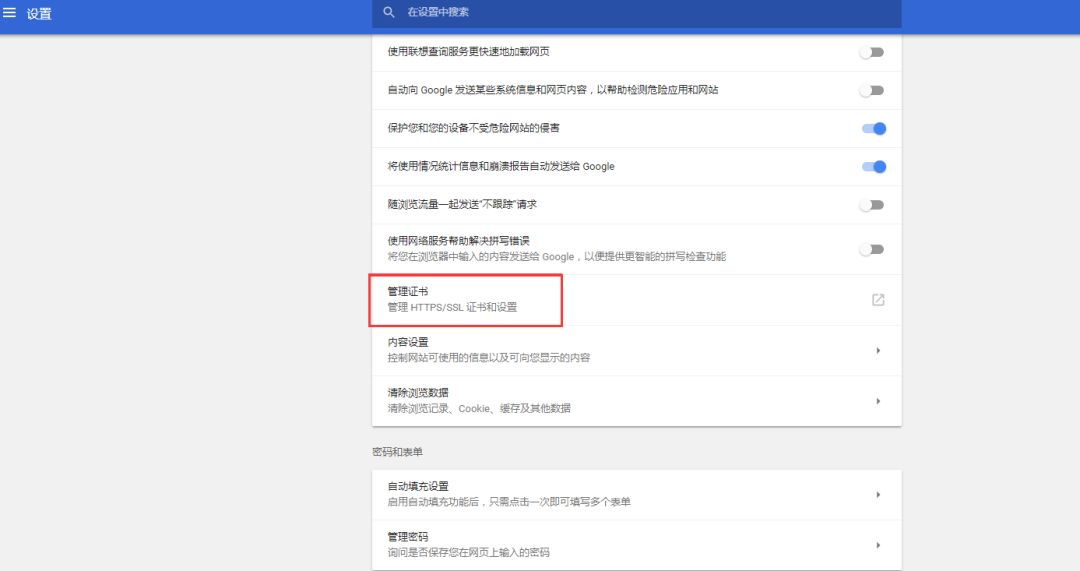 设置
在设置中搜索
使用联想查询服务更快速地加载网页
自动向 Google 发送某些系统信息和网页内容，以帮助检测危险应用和网站
保护您和您的设备不受危险网站的侵害
将使用情况统计信息和崩溃报告自动发送给 Google
随浏览流量一起发送“不跟踪”请求
使用网络服务帮助解决拼写错误
将您在浏览器中输入的内容发送给 Google，以便提供更智能的拼写检查功能
管理证书
管理 HTTPS/SSL 证书和设置
内容设置
控制网站可使用的信息以及可向您显示的内容
清除浏览数据
清除浏览记录、Cookie、缓存及其他数据
密码和表单
自动填充设置
启用自动填充功能后，只需点击一次即可填写多个表单
管理密码
询问是否保存您在网页上输入的密码